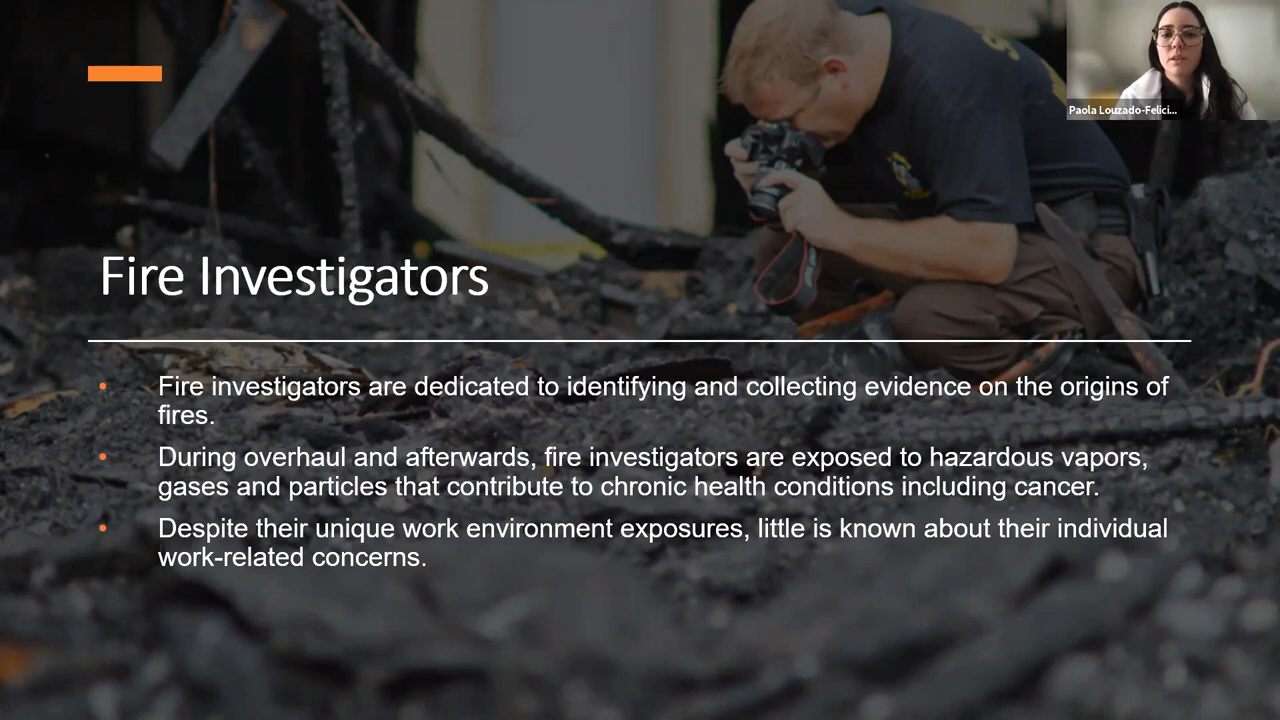 Paola Louzado-Felici...
Fire Investigators
• Fire investigators are dedicated to identifying and collecting evidence on the origins of
fires.
• During overhaul and afterwards, fire investigators are exposed to hazardous vapors,
gases and particles that contribute to chronic health conditions including cancer.
• Despite their unique work environment exposures, little is known about their individual
work-related concerns.